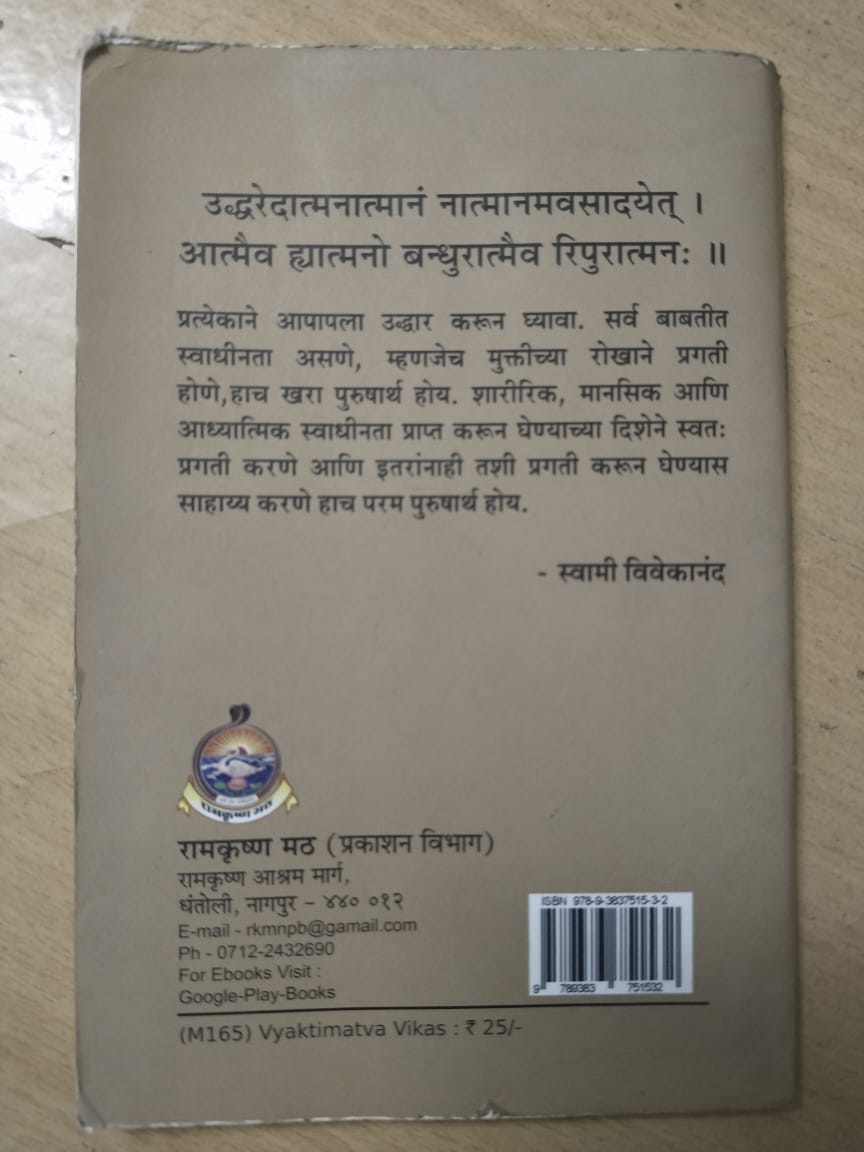 उद्धरेदात्मनात्मानं नात्मानमवसादयेत् ।
आत्मैव ह्यात्मनो बन्धुरात्मैव रिपुरात्मनः ॥
प्रत्येकाने आपापला उद्धार करून घ्यावा. सर्व बाबतीत
स्वाधीनता असणे, म्हणजेच मुक्तीच्या रोखाने प्रगती
होणे,हाच खरा पुरुषार्थ होय. शारीरिक, मानसिक आणि
आध्यात्मिक स्वाधीनता प्राप्त करून घेण्याच्या दिशेने स्वतः
प्रगती करणे आणि इतरांनाही तशी प्रगती करून घेण्यास
साहाय्य करणे हाच परम पुरुषार्थ होय.
- स्वामी विवेकानंद
रामकृष्ण मठ
रामकृष्ण मठ (प्रकाशन विभाग)
रामकृष्ण आश्रम मार्ग,
धंतोली, नागपुर – ४४० ०१२
E-mail - rkmnpb@gamail.com
Ph - 0712-2432690
For Ebooks Visit :
Google-Play-Books
ISBN 978-9-3837515-3-2
9 789383 751532
(M165) Vyaktimatva Vikas : ₹ 25/-